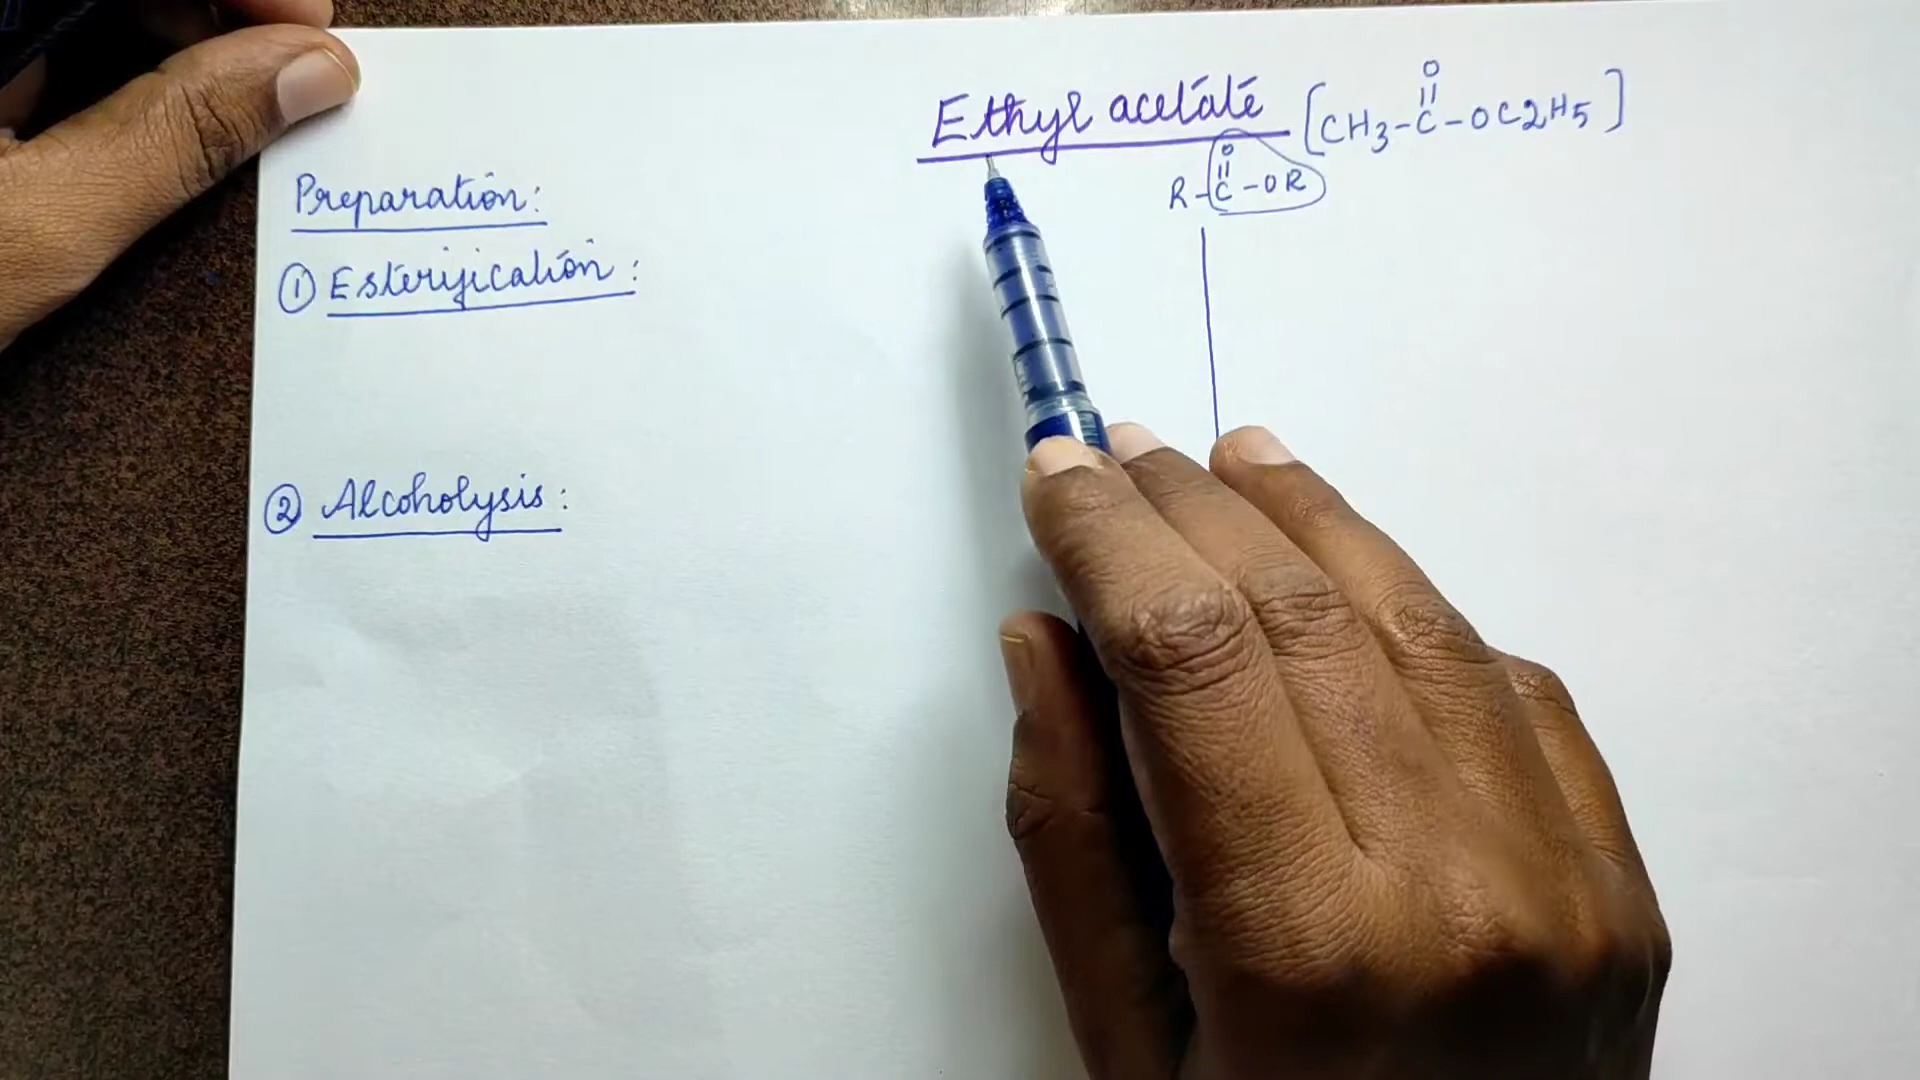 Ethyl acetate [CH3-C-OC2H5]
O
||
R-C-OR
O
||
Preparation:
① Esterification:
② Alcoholysis: